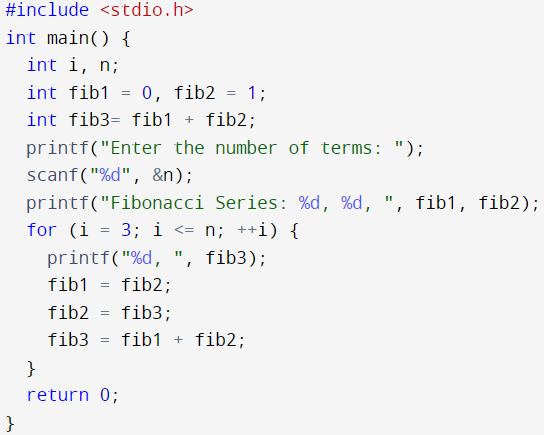 #include <stdio.h>
int main() {
  int i, n;
  int fib1 = 0, fib2 = 1;
  int fib3= fib1 + fib2;
  printf("Enter the number of terms: ");
  scanf("%d", &n);
  printf("Fibonacci Series: %d, %d, ", fib1, fib2);
  for (i = 3; i <= n; ++i) {
    printf("%d, ", fib3);
    fib1 = fib2;
    fib2 = fib3;
    fib3 = fib1 + fib2;
  }
  return 0;
}